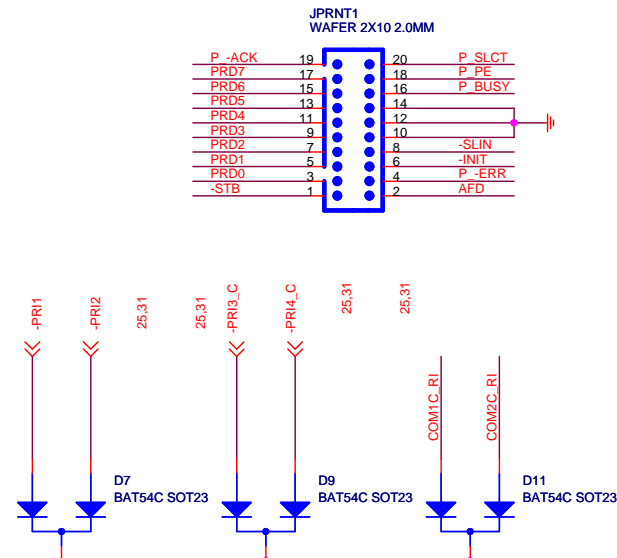 JPRNT1
WAFER 2X10 2.0MM
P_-ACK 19 20 P_SLCT
PRD7 17 18 P_PE
PRD6 15 16 P_BUSY
PRD5 13 14
PRD4 11 12
PRD3 9 10
PRD2 7 8 -SLIN
PRD1 5 6 -INIT
PRD0 3 4 P_-ERR
-STB 1 2 AFD
-PRI1
-PRI2
25,31
25,31
-PRI3_C
-PRI4_C
25,31
25,31
COM1C_RI
COM2C_RI
D7
BAT54C SOT23
D9
BAT54C SOT23
D11
BAT54C SOT23